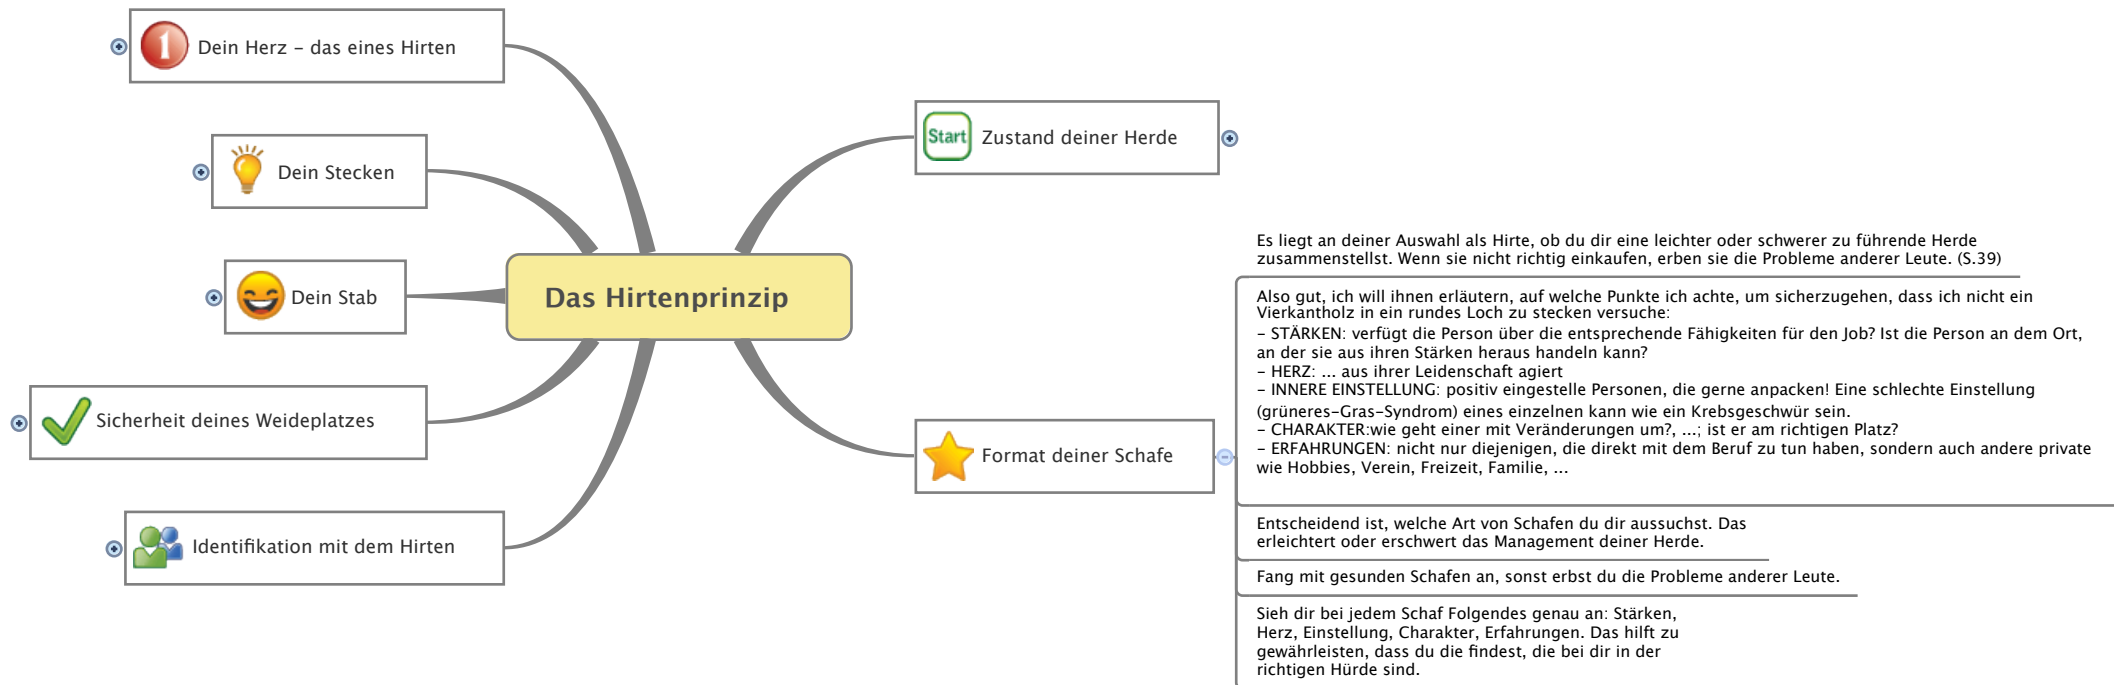 1
Dein Herz – das eines Hirten
Dein Stecken
Dein Stab
Sicherheit deines Weideplatzes
Identifikation mit dem Hirten
Das Hirtenprinzip
Start
Zustand deiner Herde
Format deiner Schafe
Es liegt an deiner Auswahl als Hirte, ob du dir eine leichter oder schwerer zu führende Herde
zusammenstellst. Wenn sie nicht richtig einkaufen, erben sie die Probleme anderer Leute. (S.39)
Also gut, ich will ihnen erläutern, auf welche Punkte ich achte, um sicherzugehen, dass ich nicht ein
Vierkantholz in ein rundes Loch zu stecken versuche:
– STÄRKEN: verfügt die Person über die entsprechende Fähigkeiten für den Job? Ist die Person an dem Ort,
an der sie aus ihren Stärken heraus handeln kann?
– HERZ: ... aus ihrer Leidenschaft agiert
– INNERE EINSTELLUNG: positiv eingestelle Personen, die gerne anpacken! Eine schlechte Einstellung
(grüneres–Gras–Syndrom) eines einzelnen kann wie ein Krebsgeschwür sein.
– CHARAKTER:wie geht einer mit Veränderungen um?, ...; ist er am richtigen Platz?
– ERFAHRUNGEN: nicht nur diejenigen, die direkt mit dem Beruf zu tun haben, sondern auch andere private
wie Hobbies, Verein, Freizeit, Familie, ...
Entscheidend ist, welche Art von Schafen du dir aussuchst. Das
erleichtert oder erschwert das Management deiner Herde.
Fang mit gesunden Schafen an, sonst erbst du die Probleme anderer Leute.
Sieh dir bei jedem Schaf Folgendes genau an: Stärken,
Herz, Einstellung, Charakter, Erfahrungen. Das hilft zu
gewährleisten, dass du die findest, die bei dir in der
richtigen Hürde sind.